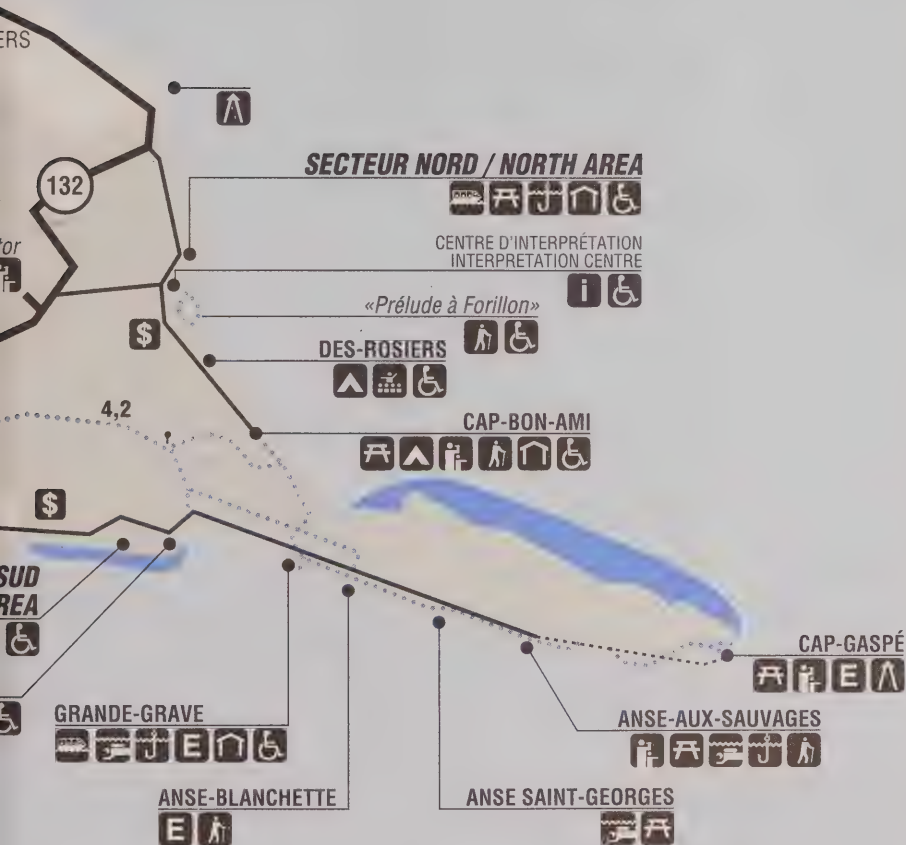 ERS
132
SECTEUR NORD / NORTH AREA
CENTRE D'INTERPRÉTATION
INTERPRETATION CENTRE
i
tor
«Prélude à Forillon»
$
DES-ROSIERS
4,2
CAP-BON-AMI
$
SUD
REA
CAP-GASPÉ
E
GRANDE-GRAVE
E
ANSE-AUX-SAUVAGES
ANSE-BLANCHETTE
E
ANSE SAINT-GEORGES